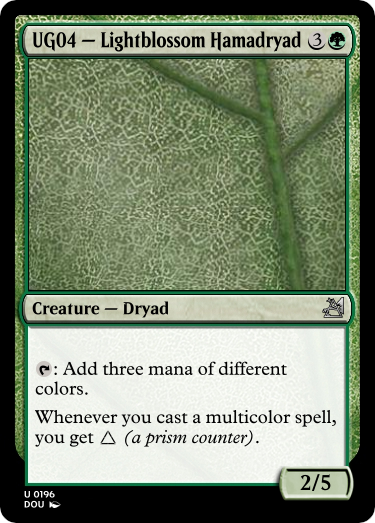 UG04 — Lightblossom Hamadryad 3
Creature — Dryad
: Add three mana of different
colors.
Whenever you cast a multicolor spell,
you get △ (a prism counter).
2/5
U 0196
DOU